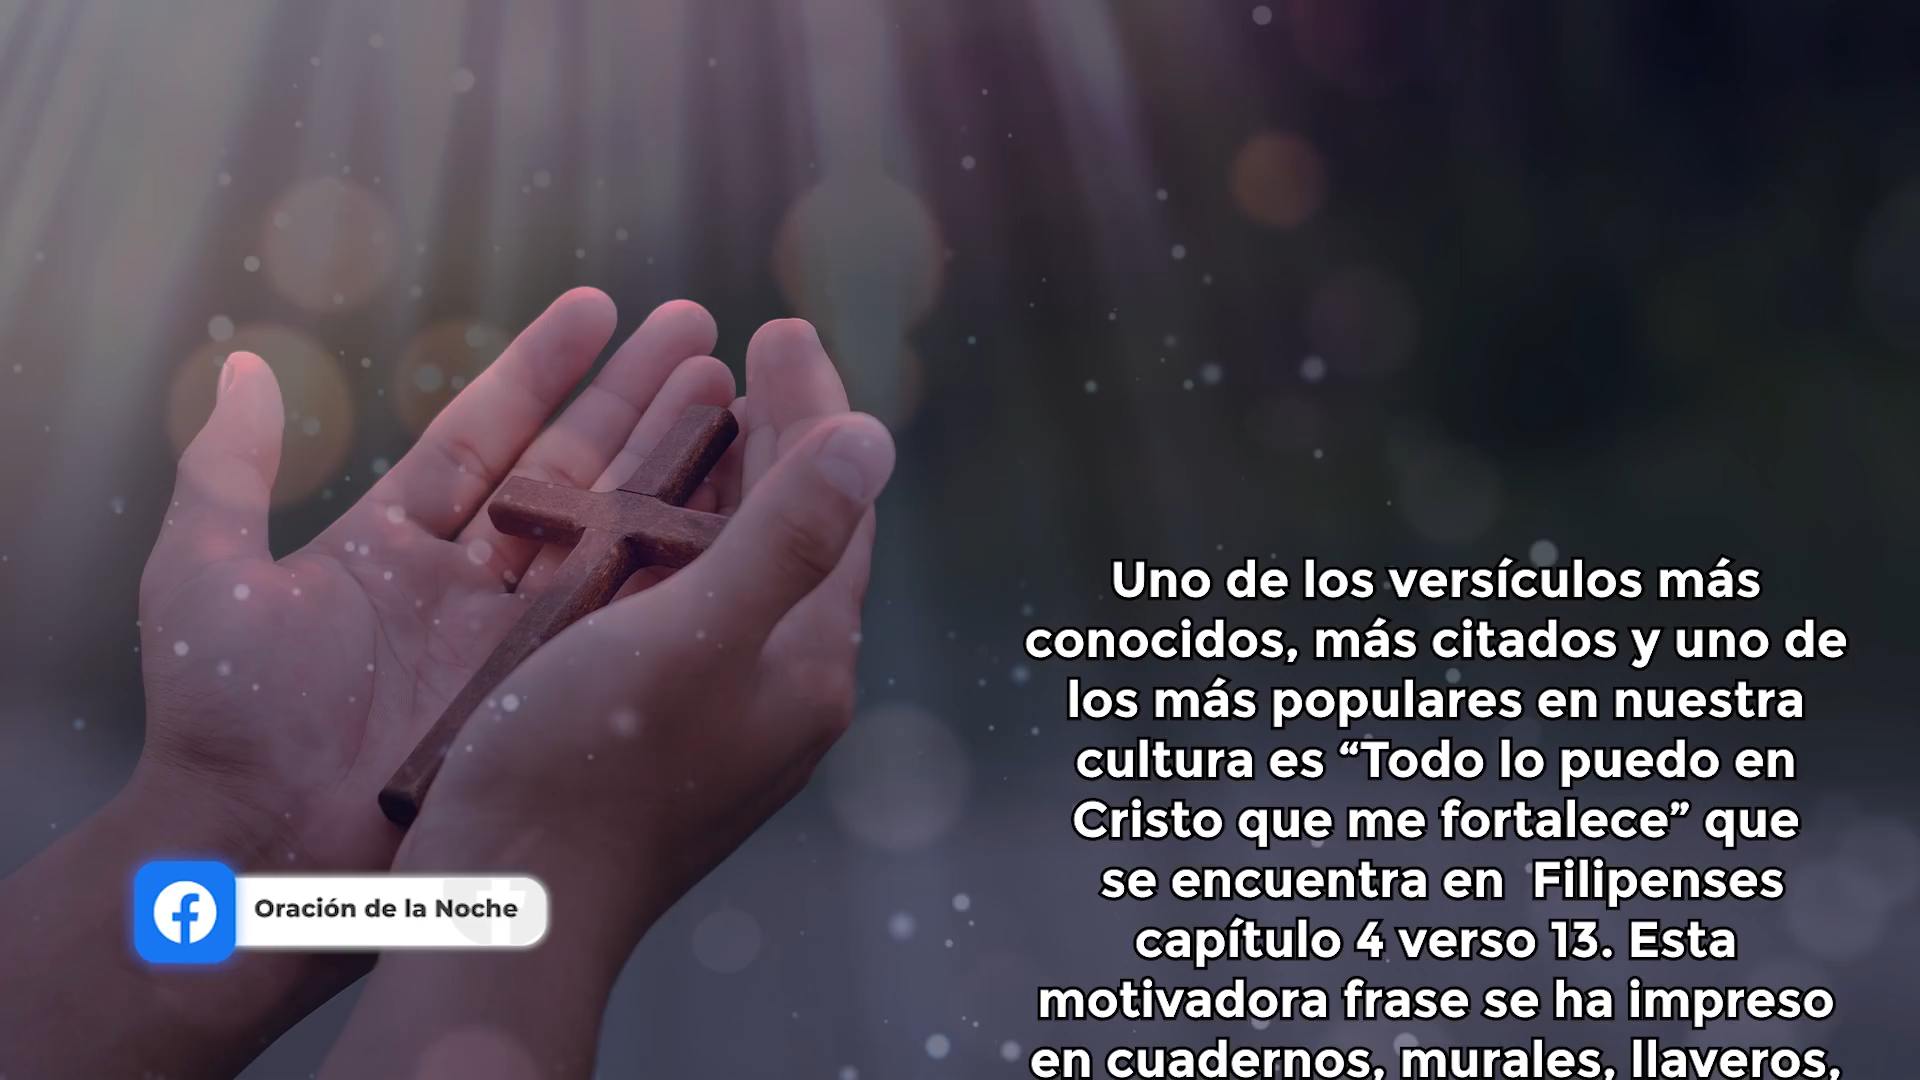 Uno de los versículos más
conocidos, más citados y uno de
los más populares en nuestra
cultura es “Todo lo puedo en
Cristo que me fortalece” que
se encuentra en  Filipenses
capítulo 4 verso 13. Esta
motivadora frase se ha impreso
en cuadernos, murales, llaveros,
Oración de la Noche